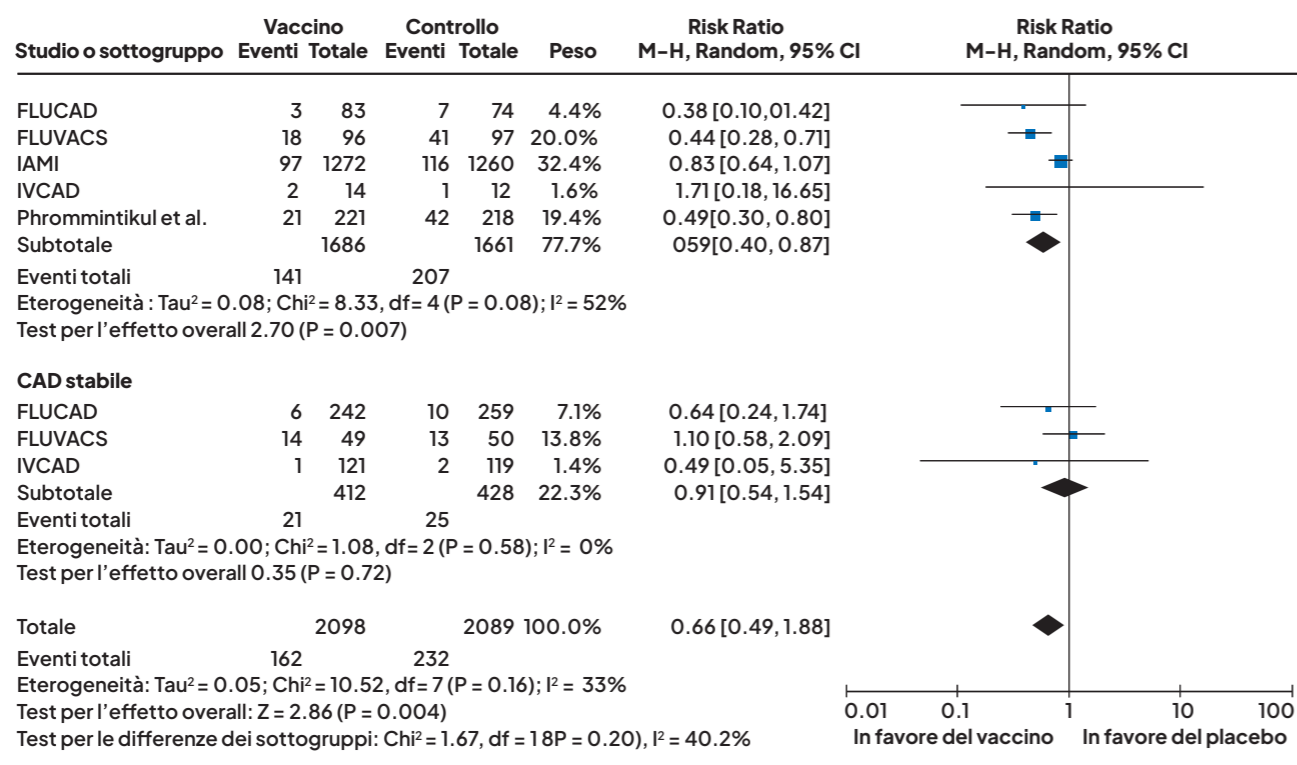 Vaccino Controllo Risk Ratio Risk Ratio
Studio o sottogruppo Eventi Totale Eventi Totale Peso M-H, Random, 95% CI M-H, Random, 95% CI
FLUCAD 3 83 7 74 4.4% 0.38 [0.10,01.42]
FLUVACS 18 96 41 97 20.0% 0.44 [0.28, 0.71]
IAMI 97 1272 116 1260 32.4% 0.83 [0.64, 1.07]
IVCAD 2 14 1 12 1.6% 1.71 [0.18, 16.65]
Phrommintikul et al. 21 221 42 218 19.4% 0.49[0.30, 0.80]
Subtotale 1686 1661 77.7% 059[0.40, 0.87]
Eventi totali 141 207
Eterogeneità : Tau² = 0.08; Chi² = 8.33, df= 4 (P = 0.08); I² = 52%
Test per l'effetto overall 2.70 (P = 0.007)
CAD stabile
FLUCAD 6 242 10 259 7.1% 0.64 [0.24, 1.74]
FLUVACS 14 49 13 50 13.8% 1.10 [0.58, 2.09]
IVCAD 1 121 2 119 1.4% 0.49 [0.05, 5.35]
Subtotale 412 428 22.3% 0.91 [0.54, 1.54]
Eventi totali 21 25
Eterogeneità: Tau² = 0.00; Chi² = 1.08, df= 2 (P = 0.58); I² = 0%
Test per l'effetto overall 0.35 (P = 0.72)
Totale 2098 2089 100.0% 0.66 [0.49, 1.88]
Eventi totali 162 232
Eterogeneità: Tau² = 0.05; Chi² = 10.52, df= 7 (P = 0.16); I² = 33%
Test per l'effetto overall: Z = 2.86 (P = 0.004)
Test per le differenze dei sottogruppi: Chi² = 1.67, df = 18P = 0.20), I² = 40.2%
0.01 0.1 1 10 100
In favore del vaccino In favore del placebo